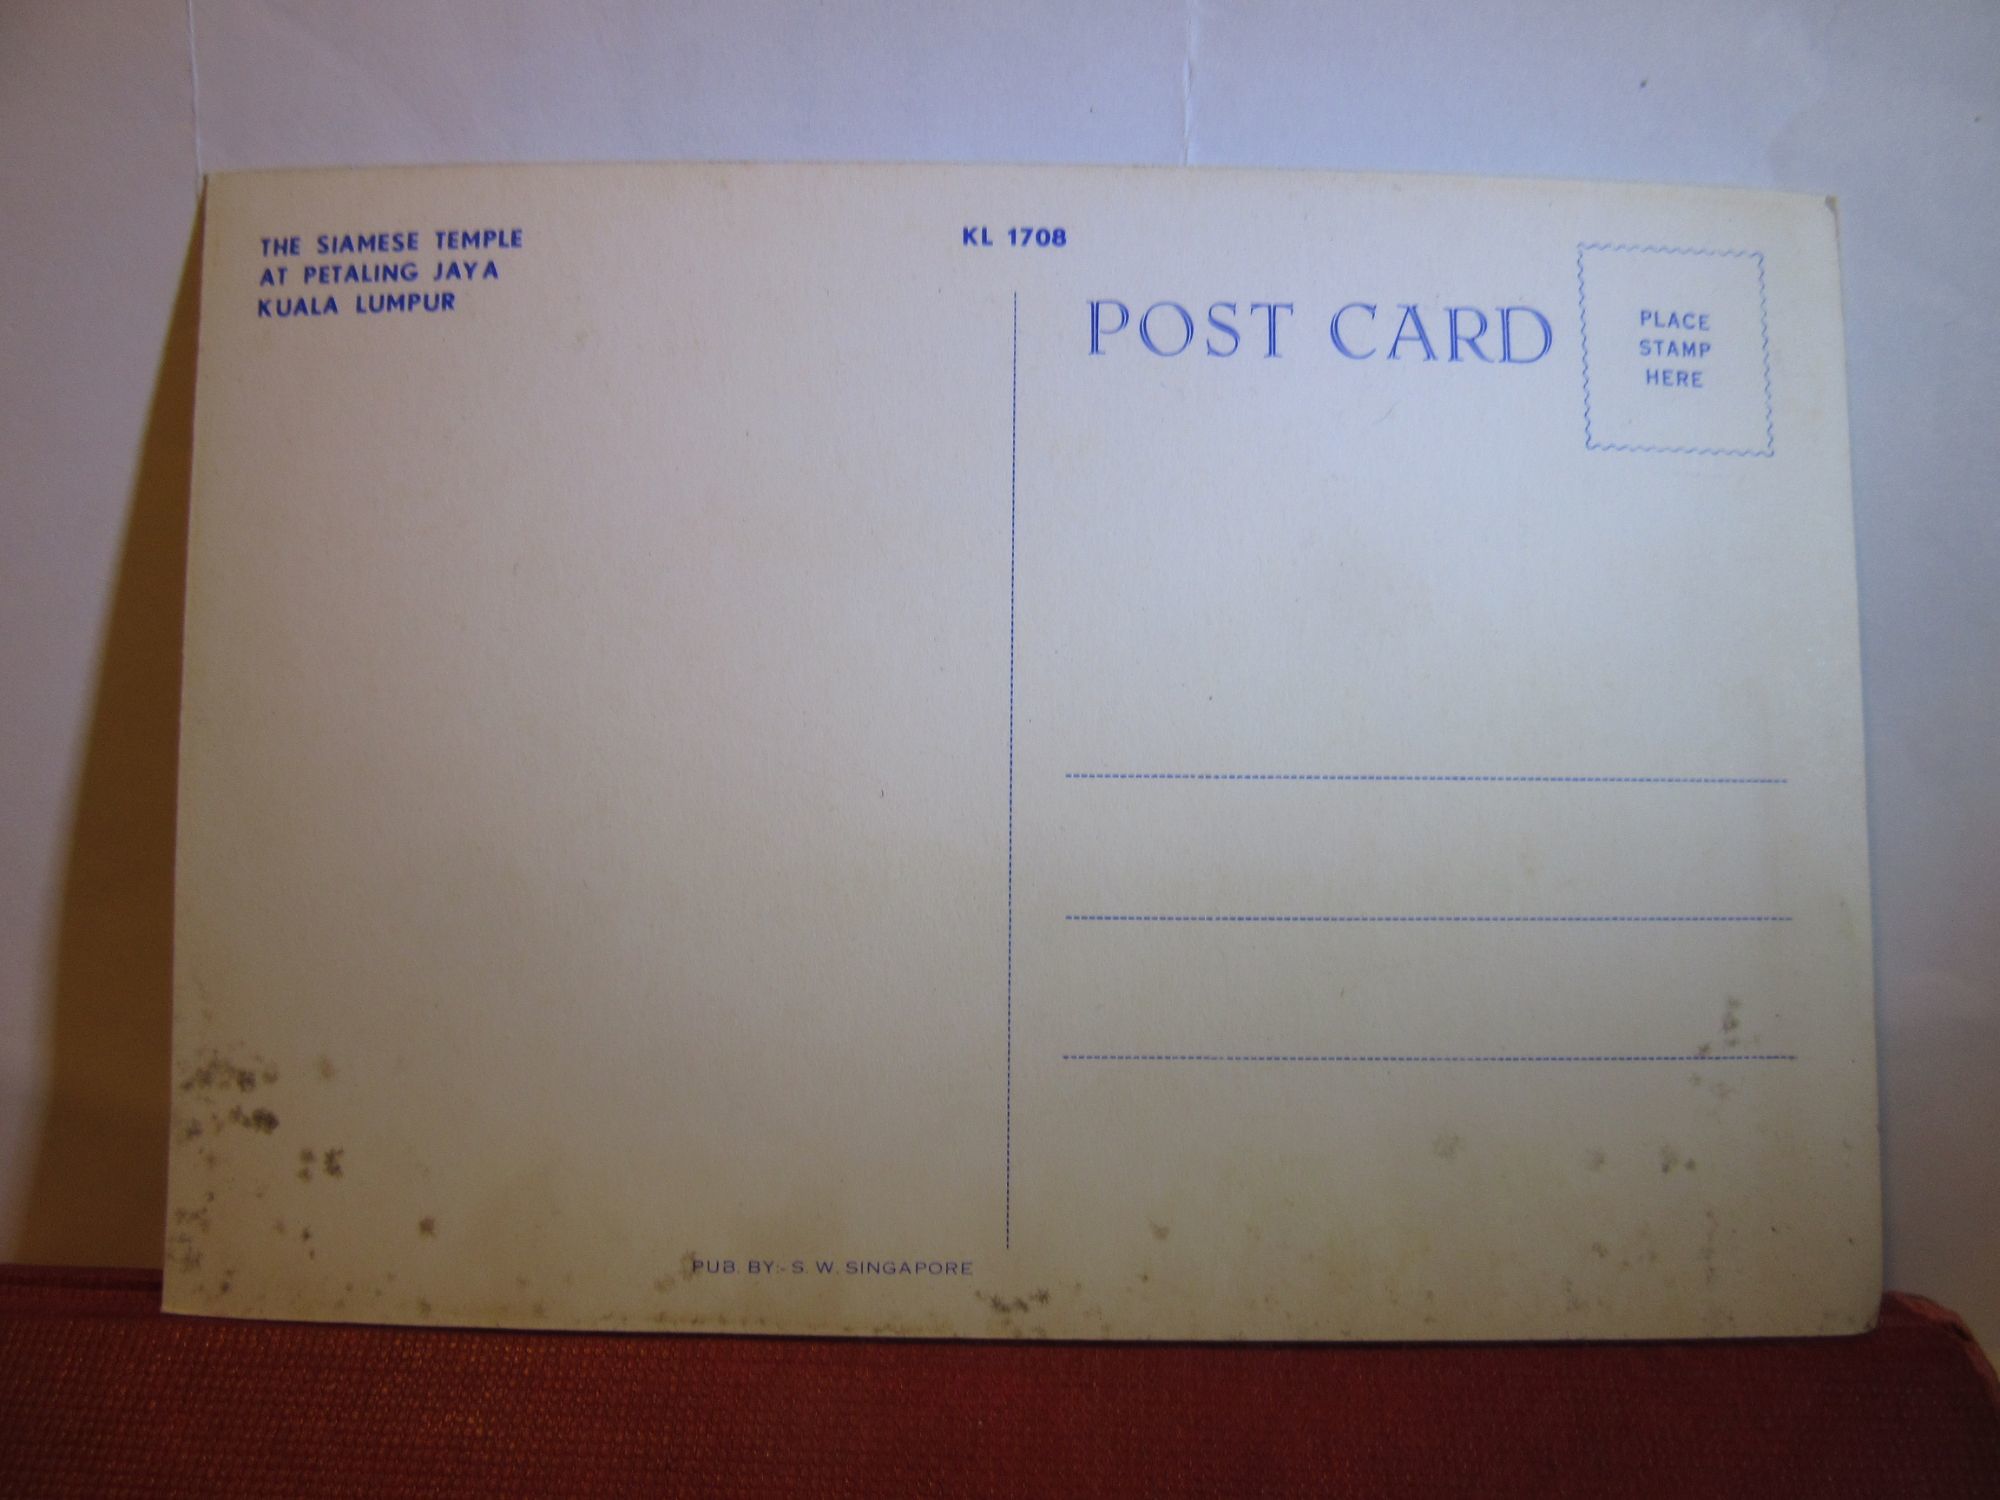 THE SIAMESE TEMPLE
AT PETALING JAYA
KUALA LUMPUR
KL 1708
POST CARD
PLACE
STAMP
HERE
PUB. BY:- S. W. SINGAPORE